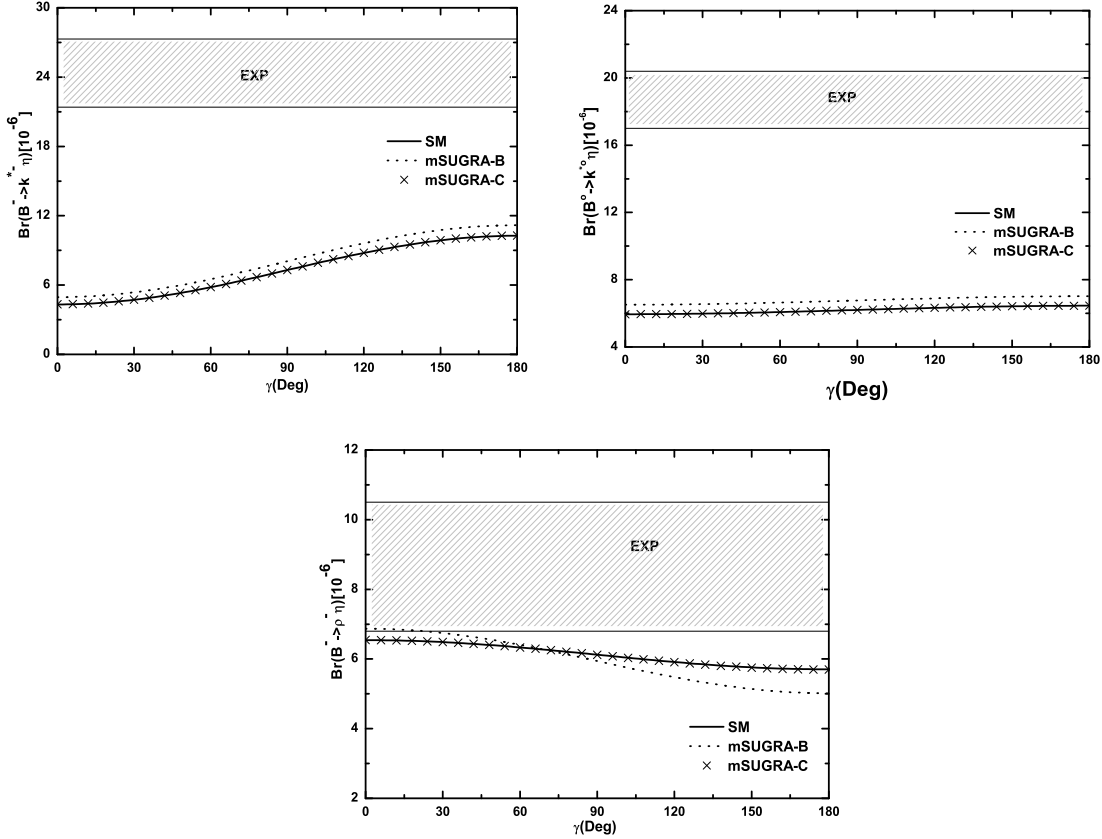 30
24
18
12
6
0
Br(B⁻->k*⁻ η)[10⁻⁶]
EXP
SM
mSUGRA-B
mSUGRA-C
0 30 60 90 120 150 180
γ(Deg)
24
20
16
12
8
4
Br(B⁰->k*⁰η)[10⁻⁶]
EXP
SM
mSUGRA-B
mSUGRA-C
0 30 60 90 120 150 180
γ(Deg)
12
10
8
6
4
2
Br(B⁻->ρ⁻η)[10⁻⁶]
EXP
SM
mSUGRA-B
mSUGRA-C
0 30 60 90 120 150 180
γ(Deg)